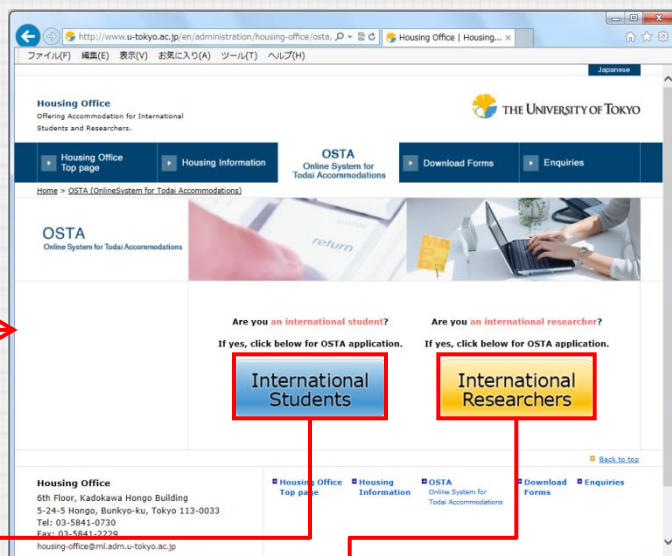 http://www.u-tokyo.ac.jp/en/administration/housing-office/osta,
Housing Office | Housing... ×
ファイル(F) 編集(E) 表示(V) お気に入り(A) ツール(T) ヘルプ(H)
Japanese
Housing Office
Offering Accommodation for International
Students and Researchers.
THE UNIVERSITY OF TOKYO
Housing Office
Top page
Housing Information
OSTA
Online System for
Todai Accommodations
Download Forms
Enquiries
Home > OSTA (OnlineSystem for Todai Accommodations)
OSTA
Online System for Todai Accommodations
enter
return
Are you an international student?
If yes, click below for OSTA application.
International
Students
Are you an international researcher?
If yes, click below for OSTA application.
International
Researchers
Back to top
Housing Office
6th Floor, Kadokawa Hongo Building
5-24-5 Hongo, Bunkyo-ku, Tokyo 113-0033
Tel: 03-5841-0730
Fax: 03-5841-2229
housing-office@ml.adm.u-tokyo.ac.jp
Housing Office
Top page
Housing
Information
OSTA
Online System for
Todai Accommodations
Download
Forms
Enquiries